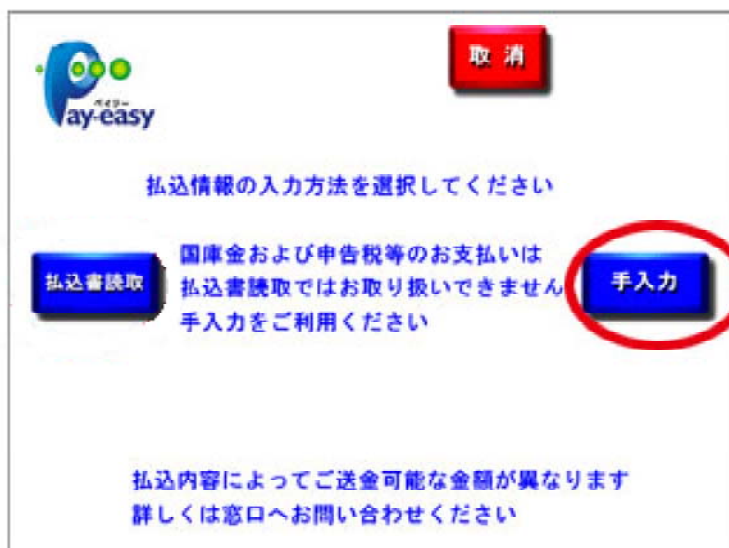 取 消
ペイジー
Pay-easy
払込情報の入力方法を選択してください
払込書読取
国庫金および申告税等のお支払いは
払込書読取ではお取り扱いできません
手入力をご利用ください
手入力
払込内容によってご送金可能な金額が異なります
詳しくは窓口へお問い合わせください